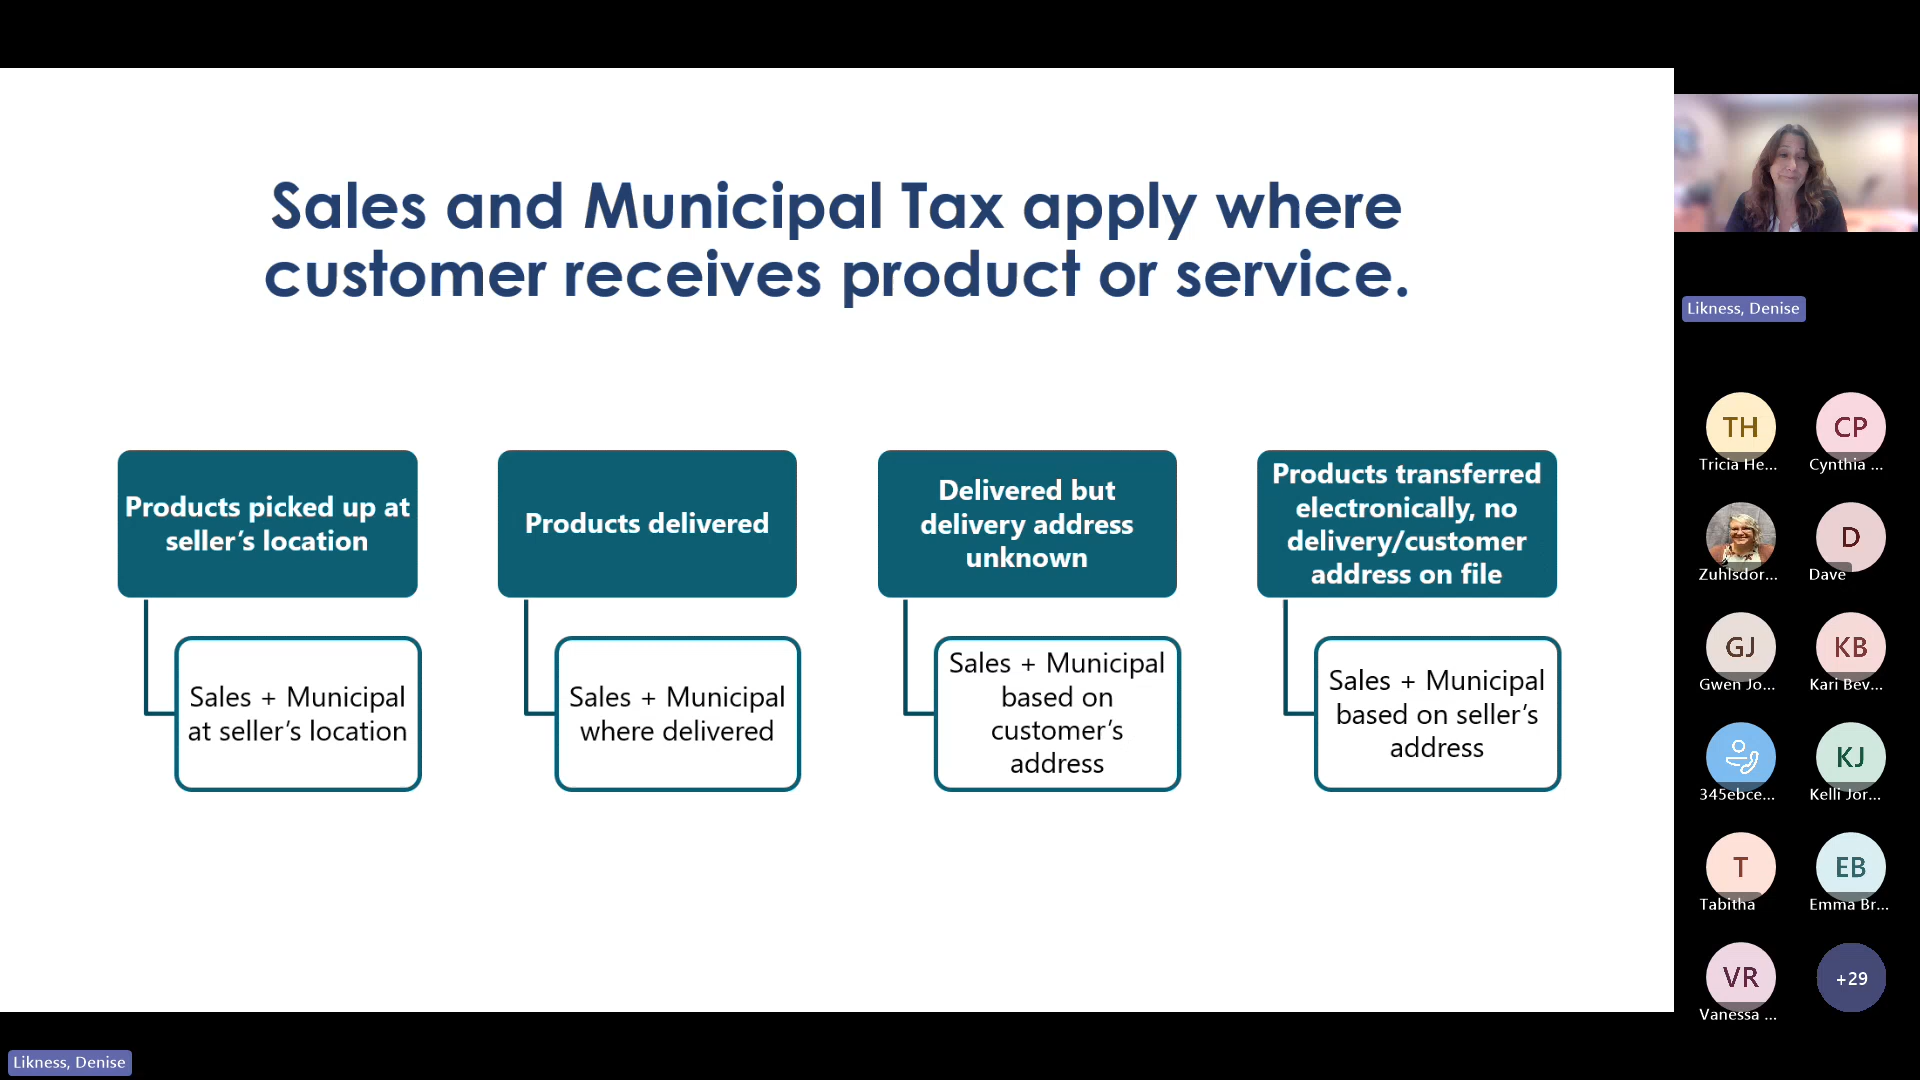 Sales and Municipal Tax apply where
customer receives product or service.
Products picked up at
seller's location
Sales + Municipal
at seller's location
Products delivered
Sales + Municipal
where delivered
Delivered but
delivery address
unknown
Sales + Municipal
based on
customer's
address
Products transferred
electronically, no
delivery/customer
address on file
Sales + Municipal
based on seller's
address
Likness, Denise
TH
Tricia He...
CP
Cynthia ...
Zuhlsdor...
D
Dave
GJ
Gwen Jo...
KB
Kari Bev...
345ebce...
KJ
Kelli Jor...
T
Tabitha
EB
Emma Br...
VR
Vanessa ...
+29
Likness, Denise